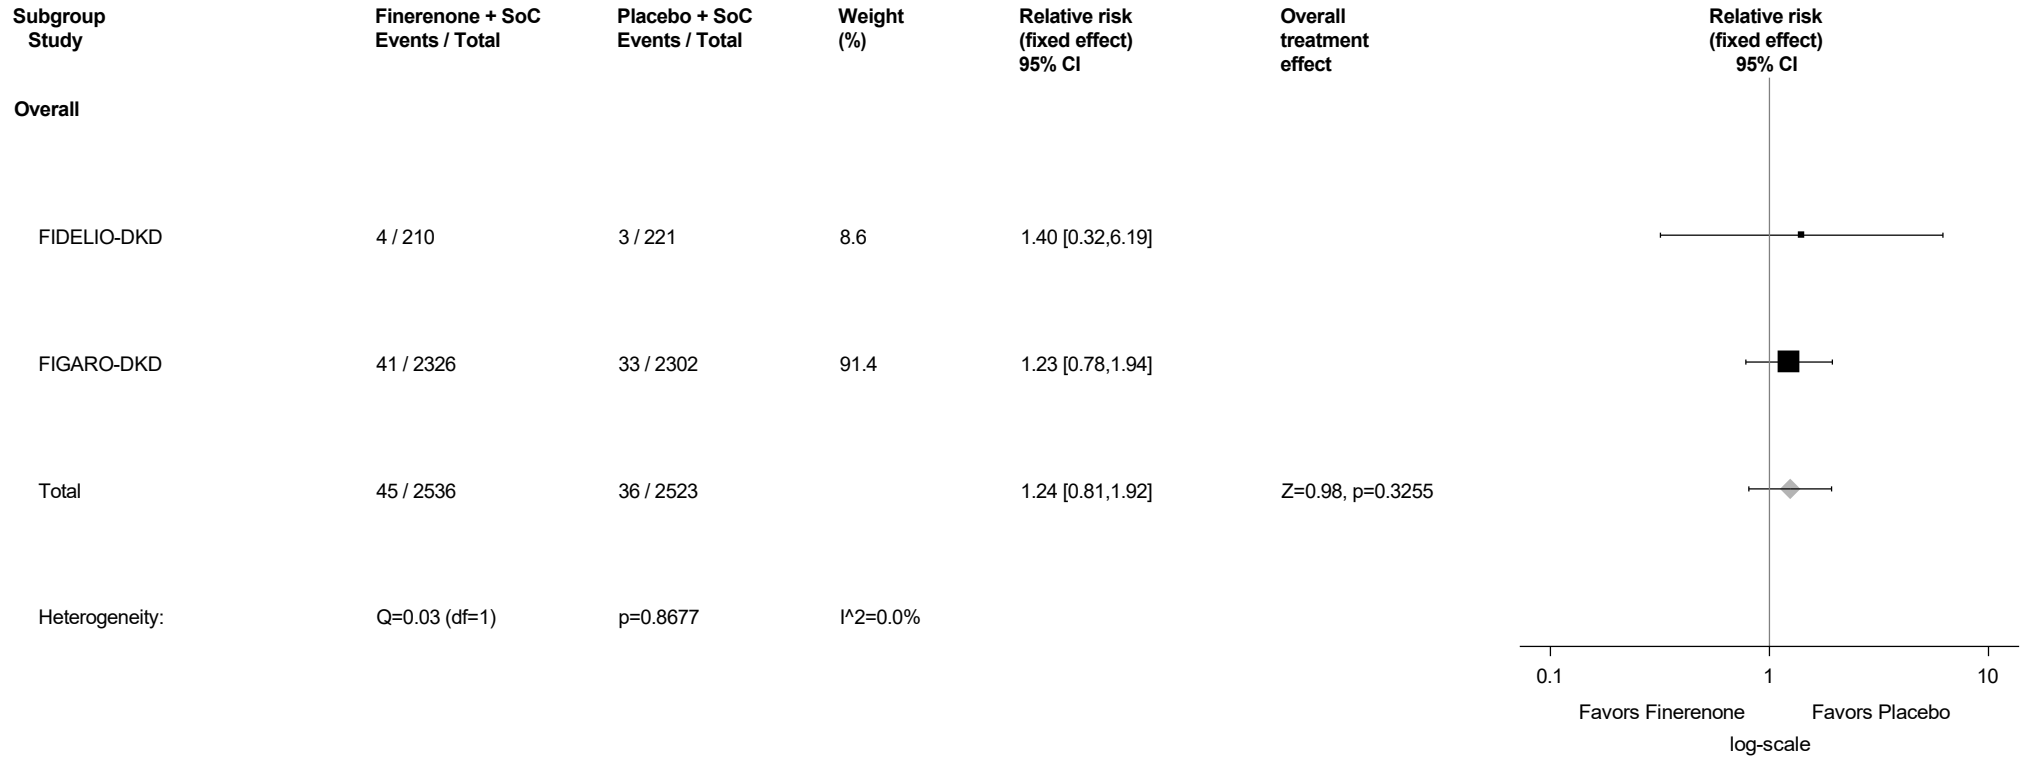 Subgroup Finerenone + SoC Placebo + SoC Weight Relative risk Overall Relative risk
Study Events / Total Events / Total (%) (fixed effect) treatment (fixed effect)
95% CI effect 95% CI
Overall
FIDELIO-DKD 4 / 210 3 / 221 8.6 1.40 [0.32,6.19]
FIGARO-DKD 41 / 2326 33 / 2302 91.4 1.23 [0.78,1.94]
Total 45 / 2536 36 / 2523 1.24 [0.81,1.92] Z=0.98, p=0.3255
Heterogeneity: Q=0.03 (df=1) p=0.8677 I^2=0.0%
0.1 1 10
Favors Finerenone Favors Placebo
log-scale